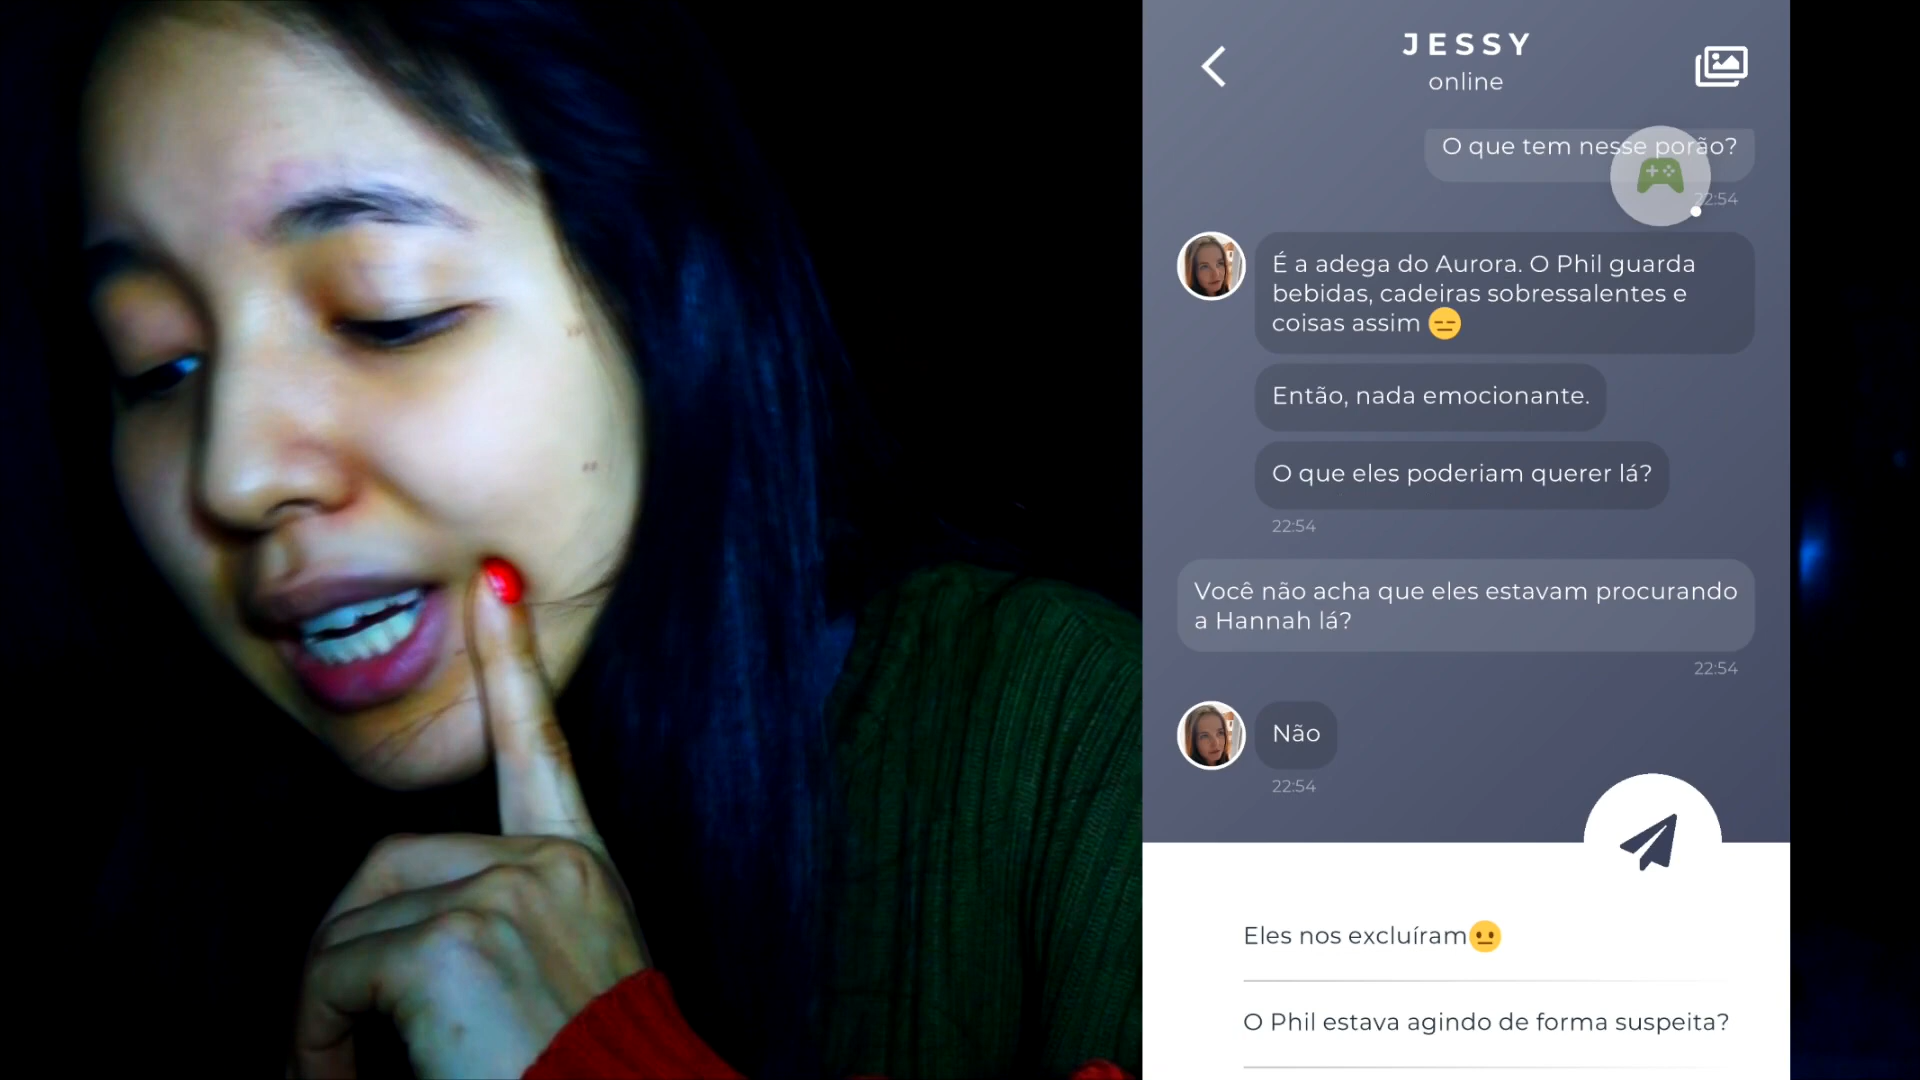 JESSY
online
O que tem nesse porão?
22:54
É a adega do Aurora. O Phil guarda
bebidas, cadeiras sobressalentes e
coisas assim 😑
Então, nada emocionante.
O que eles poderiam querer lá?
22:54
Você não acha que eles estavam procurando
a Hannah lá?
22:54
Não
22:54
Eles nos excluíram😐
O Phil estava agindo de forma suspeita?